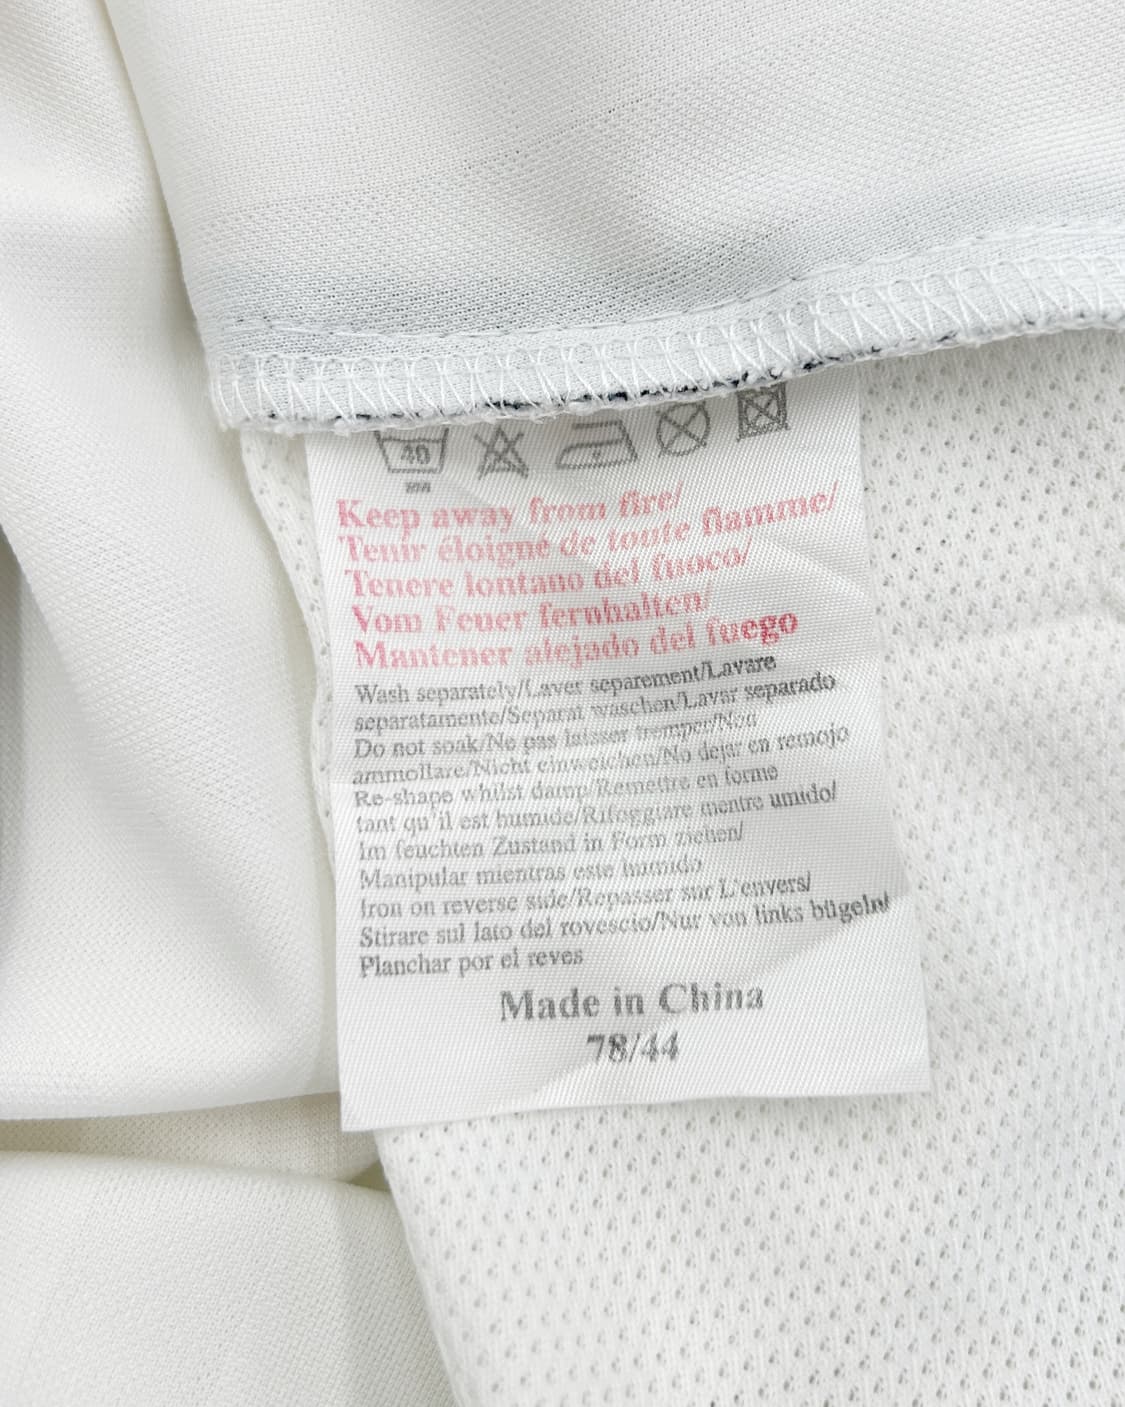 40
Keep away from fire/
Tenir éloigné de toute flamme/
Tenere lontano del fuoco/
Vom Feuer fernhalten/
Mantener alejado del fuego
Wash separately/Laver separement/Lavare
separatamente/Separat waschen/Lavar separado
Do not soak/Ne pas laisser tremper/Non
ammollare/Nicht einweichen/No dejar en remojo
Re-shape whilst damp/Remettre en forme
tant qu'il est humide/Rifoggiare mentre umido/
Im feuchten Zustand in Form ziehen/
Manipular mientras este humido
Iron on reverse side/Repasser sur L'envers/
Stirare sul lato del rovescio/Nur von links bügeln/
Planchar por el reves
Made in China
78/44